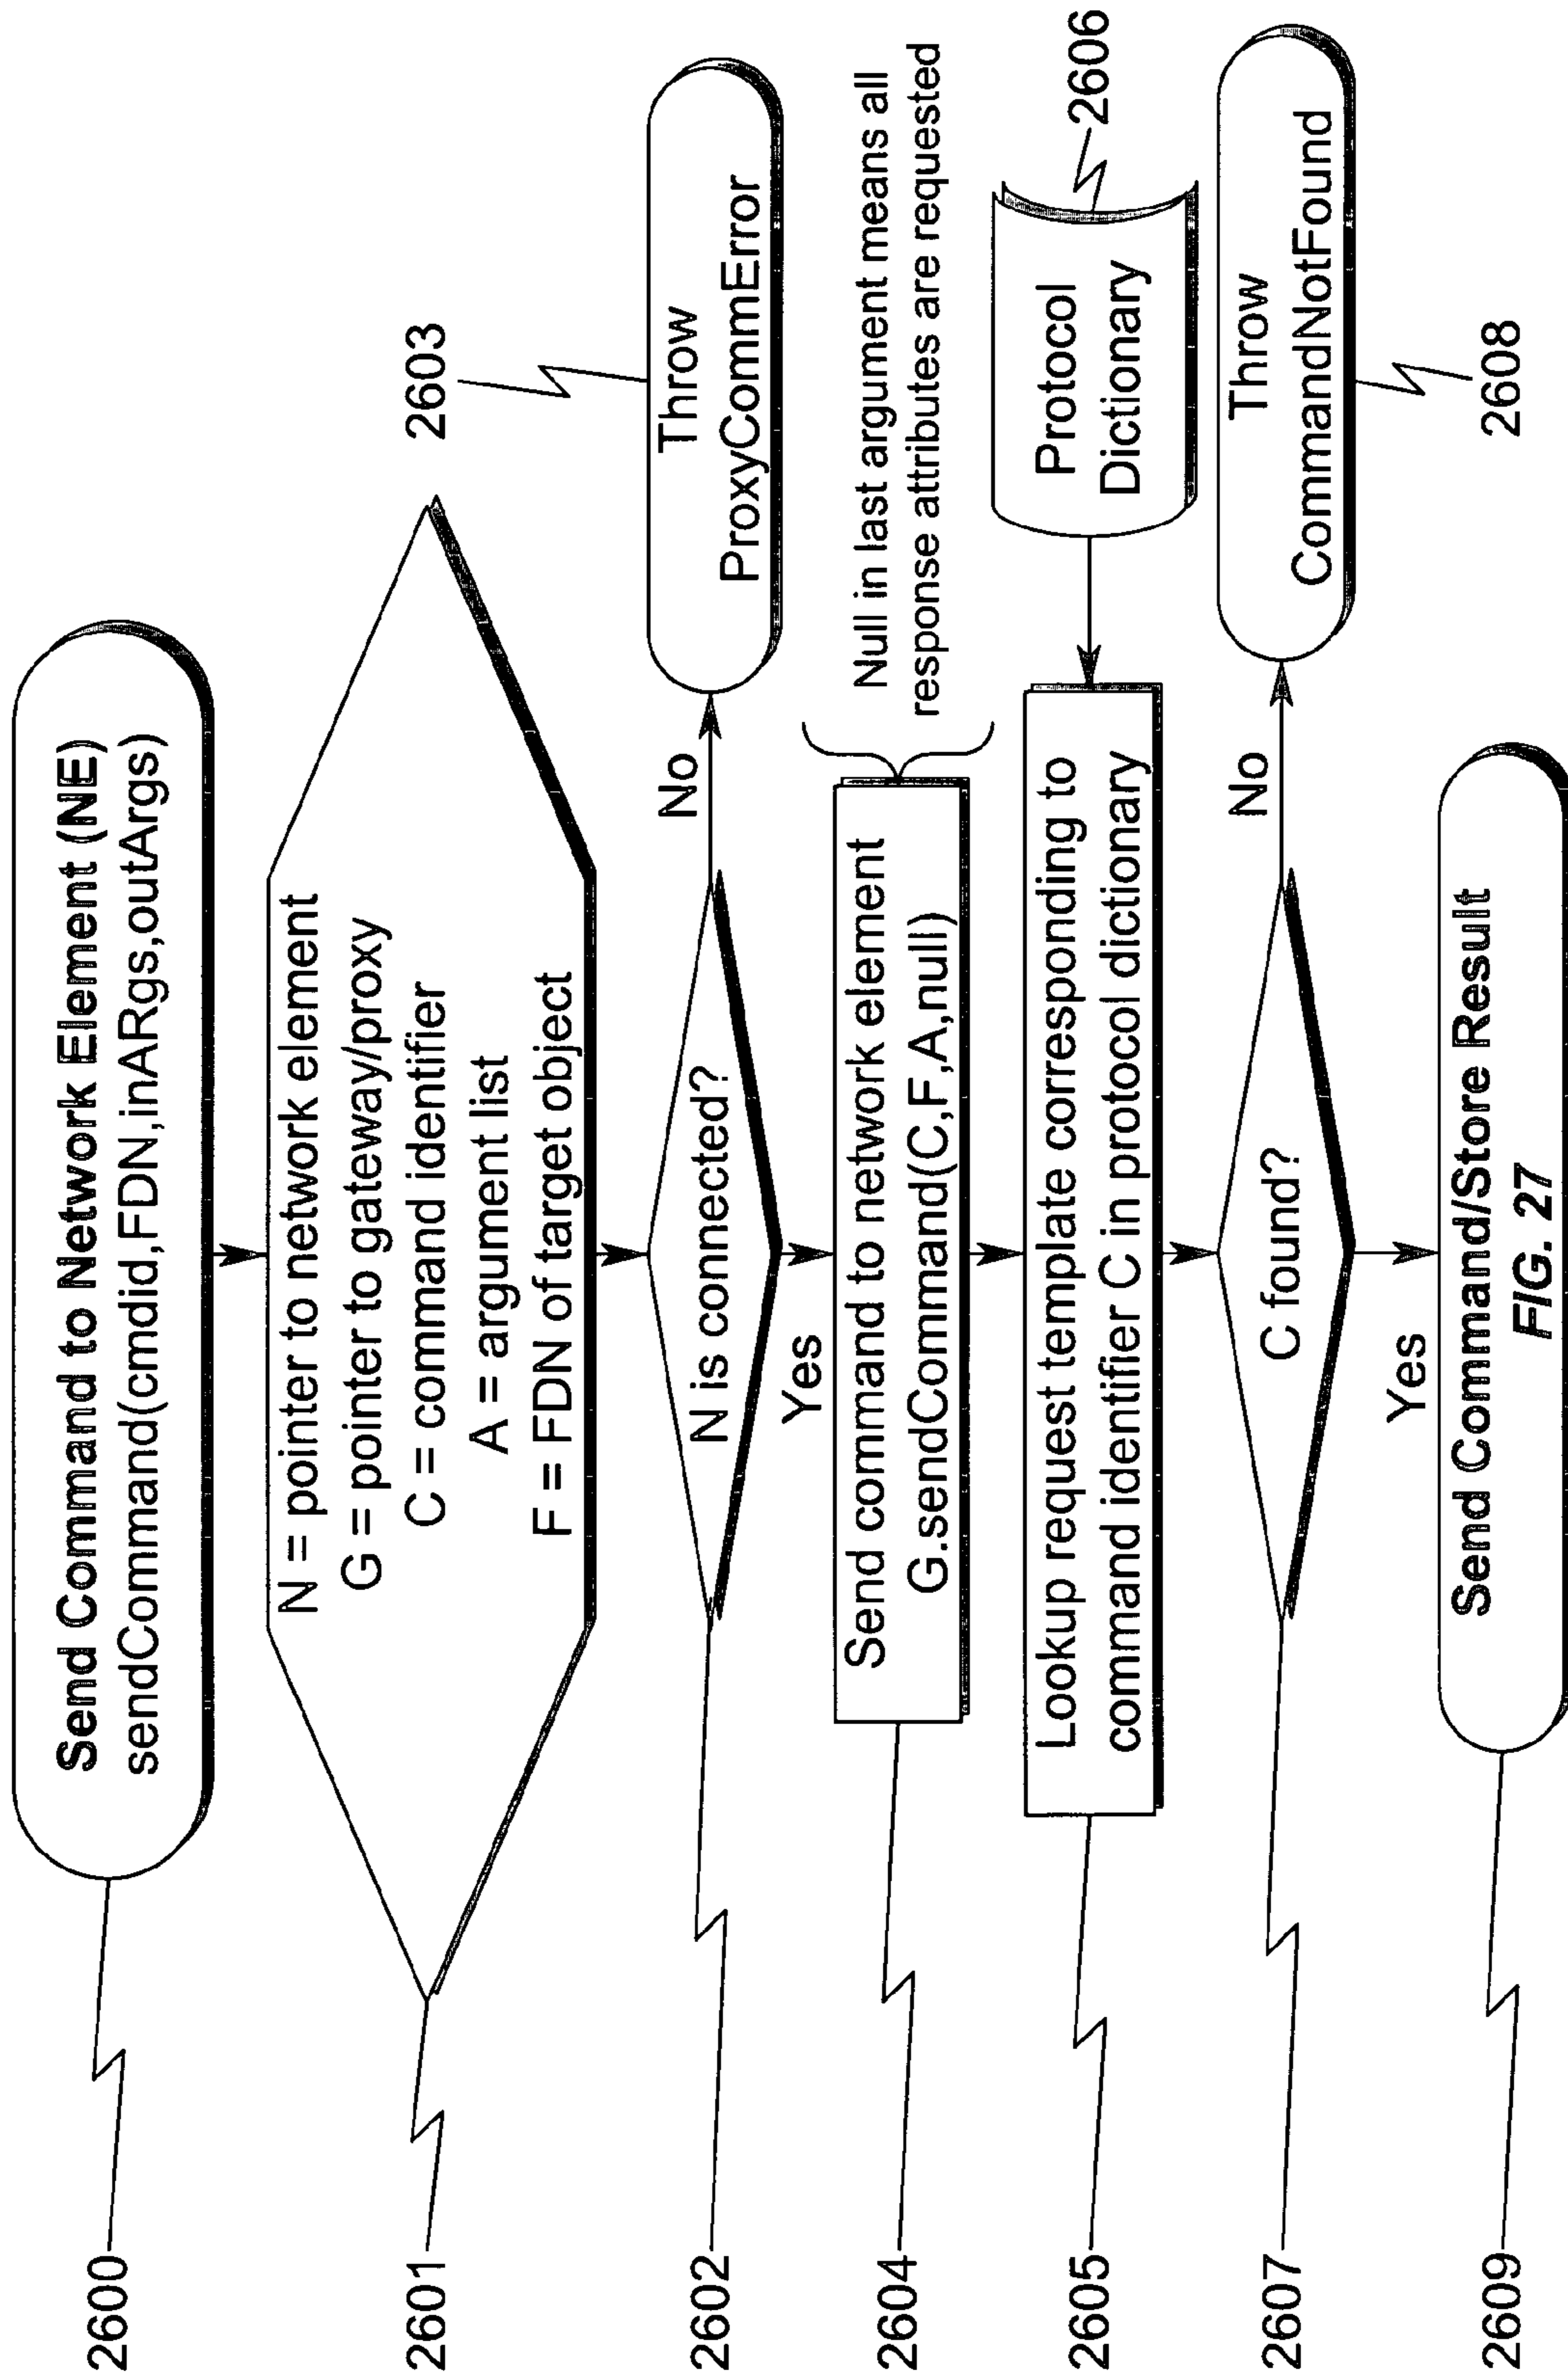 2600
Send Command to Network Element (NE)
sendCommand(cmdid,FDN,inARgs,outArgs)
2601
N = pointer to network element
G = pointer to gateway/proxy
C = command identifier
A = argument list
F = FDN of target object
2603
2602
N is connected?
No
Throw
ProxyCommError
Yes
2604
Send command to network element
G.sendCommand(C,F,A,null)
Null in last argument means all
response attributes are requested
2605
Lookup request template corresponding to
command identifier C in protocol dictionary
Protocol
Dictionary
2606
2607
C found?
No
Throw
CommandNotFound
2608
Yes
2609
Send Command/Store Result
FIG. 27